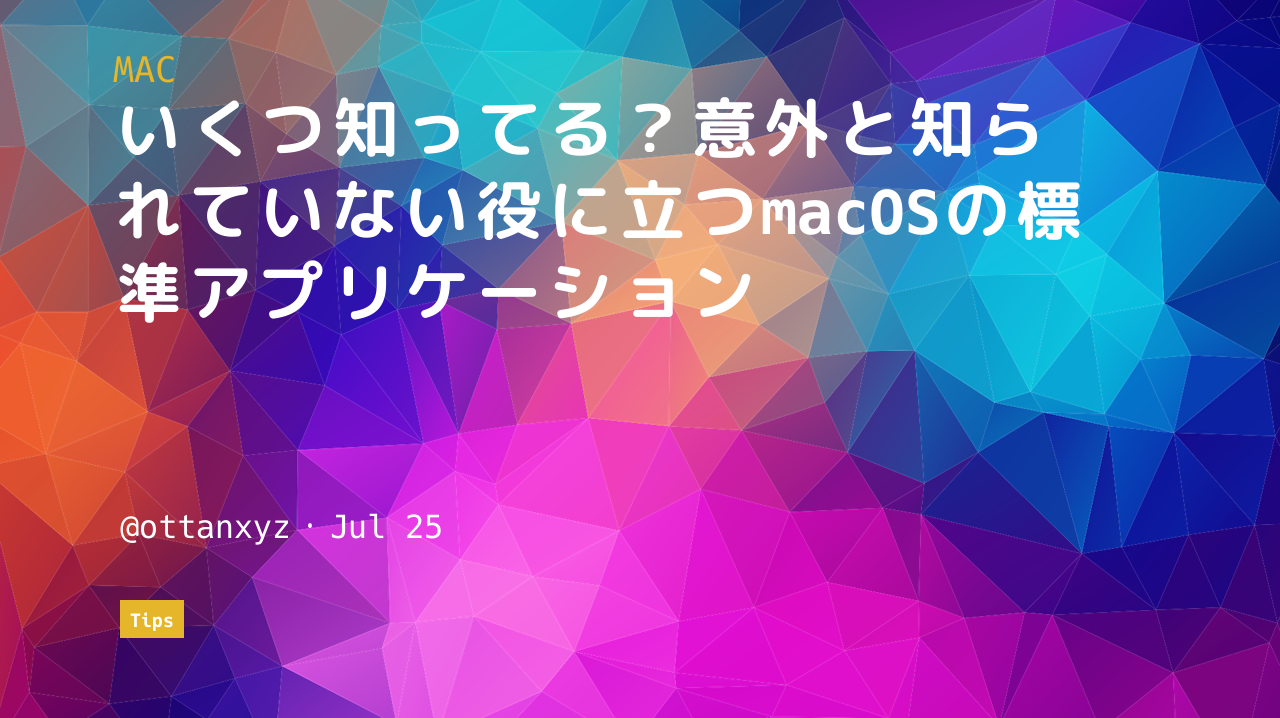 MAC
いくつ知ってる？意外と知ら
れていない役に立つmacOSの標
準アプリケーション
@ottanxyz · Jul 25
Tips